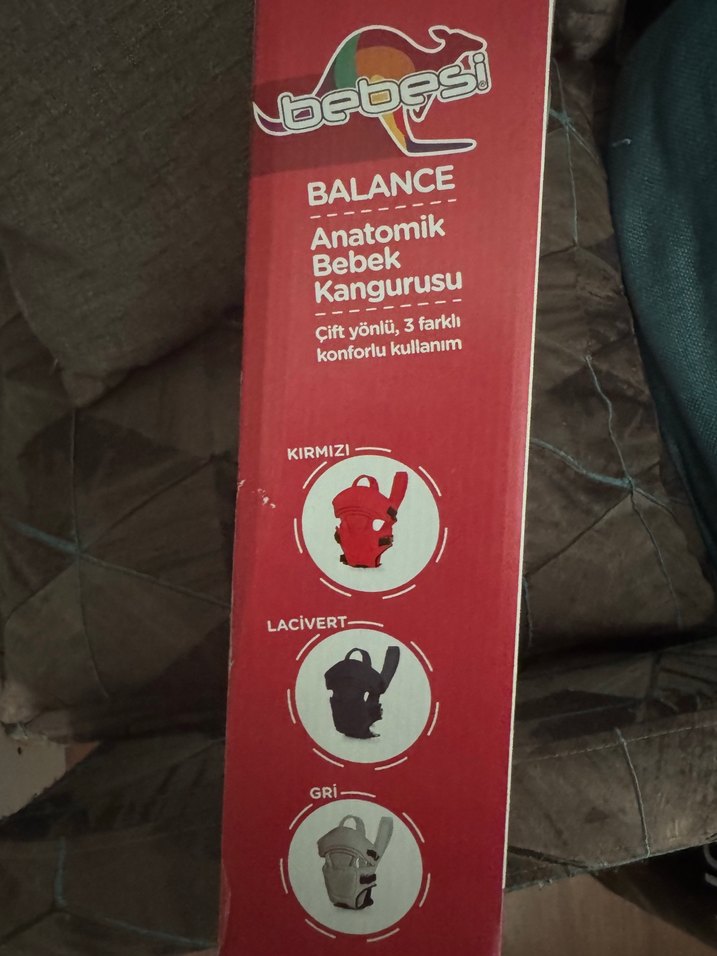 bebesi
BALANCE
Anatomik
Bebek
Kangurusu
Çift yönlü, 3 farklı
konforlu kullanım
KIRMIZI
LACİVERT
GRİ